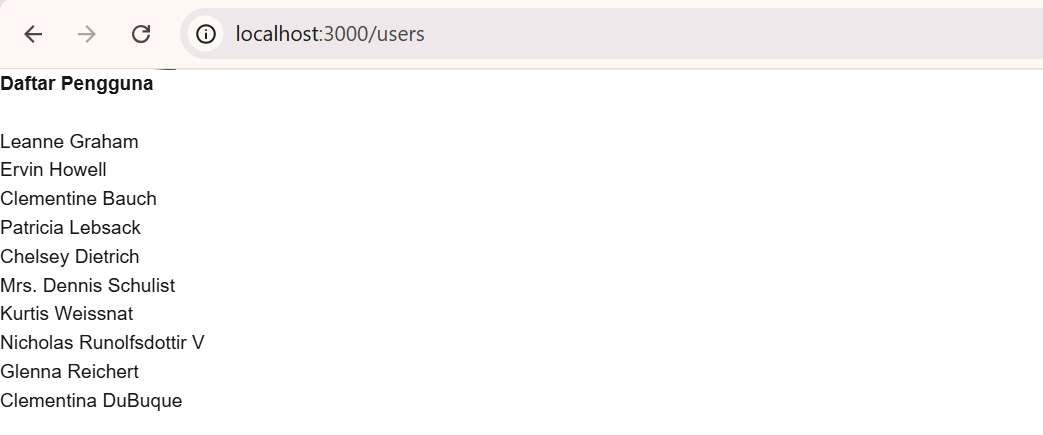 localhost:3000/users
Daftar Pengguna
Leanne Graham
Ervin Howell
Clementine Bauch
Patricia Lebsack
Chelsey Dietrich
Mrs. Dennis Schulist
Kurtis Weissnat
Nicholas Runolfsdottir V
Glenna Reichert
Clementina DuBuque